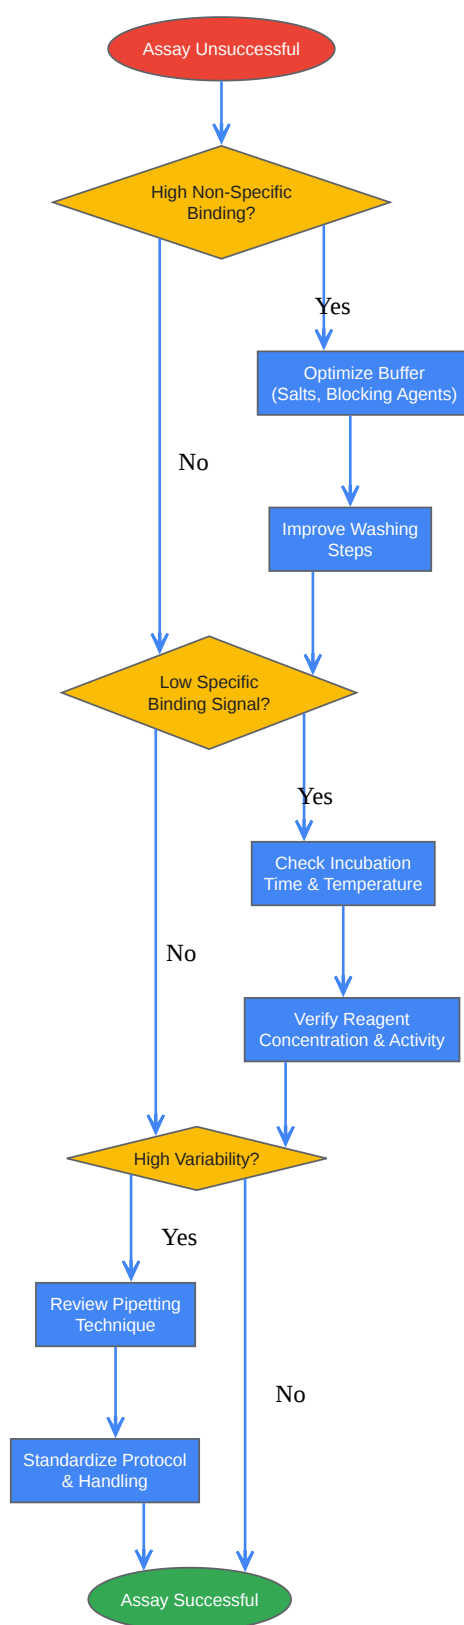 Assay Unsuccessful
High Non-Specific
Binding?
Yes
Optimize Buffer
(Salts, Blocking Agents)
No
Improve Washing
Steps
Low Specific
Binding Signal?
Yes
Check Incubation
Time & Temperature
No
Verify Reagent
Concentration & Activity
High Variability?
Yes
Review Pipetting
Technique
No
Standardize Protocol
& Handling
Assay Successful